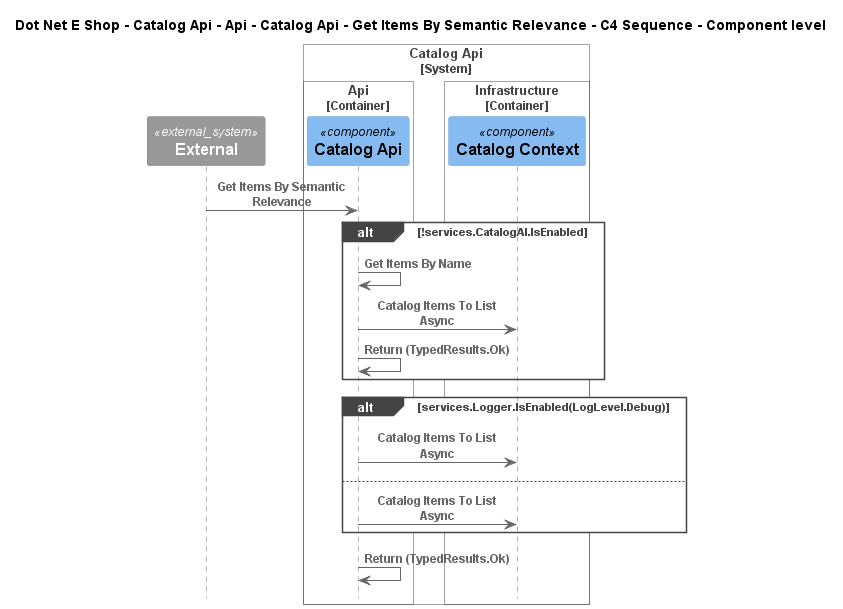 Dot Net E Shop - Catalog Api - Api - Catalog Api - Get Items By Semantic Relevance - C4 Sequence - Component level
Catalog Api
[System]
Api
[Container]
Infrastructure
[Container]
«external_system»
External
«component»
Catalog Api
«component»
Catalog Context
Get Items By Semantic
Relevance
alt
[!services.CatalogAI.IsEnabled]
Get Items By Name
Catalog Items To List
Async
Return (TypedResults.Ok)
alt
[services.Logger.IsEnabled(LogLevel.Debug)]
Catalog Items To List
Async
Catalog Items To List
Async
Return (TypedResults.Ok)